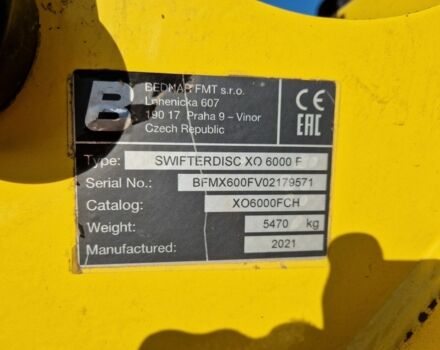 B
BEDNAR FMT s.r.o.
Lohenicka 607
190 17 Praha 9 – Vinor
Czech Republic
CE
EAC
Type: SWIFTERDISC XO 6000 F
Serial No.: BFMX600FV02179571
Catalog: XO6000FCH
Weight: 5470 kg
Manufactured: 2021